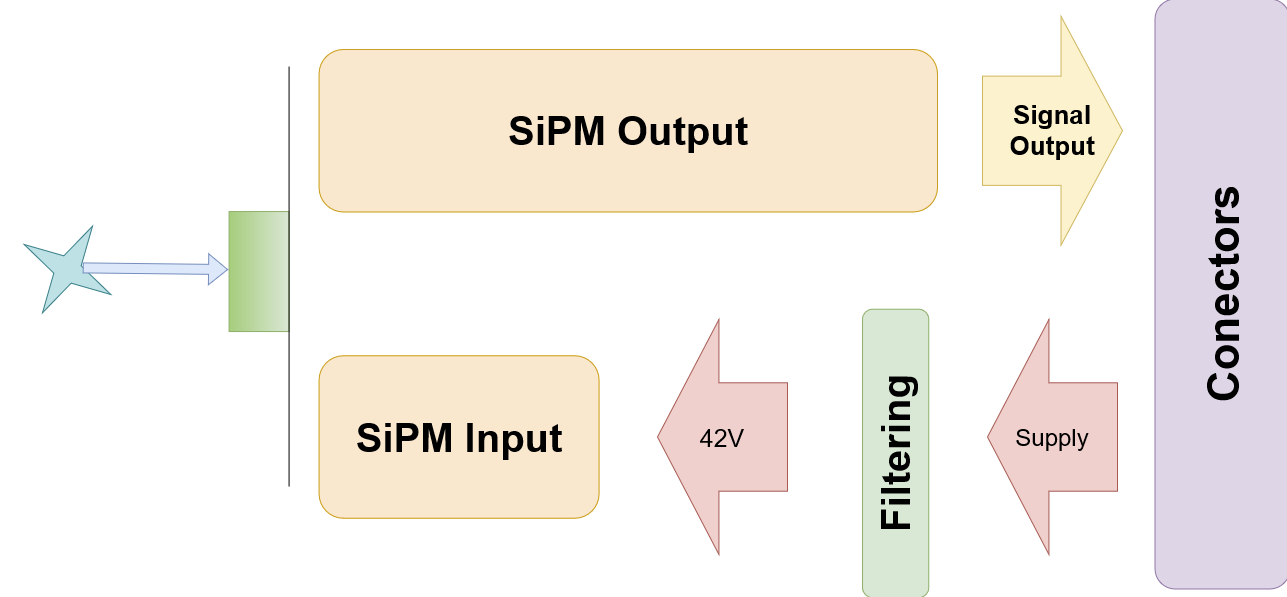 SiPM Output
Signal
Output
Conectors
SiPM Input
42V
Filtering
Supply